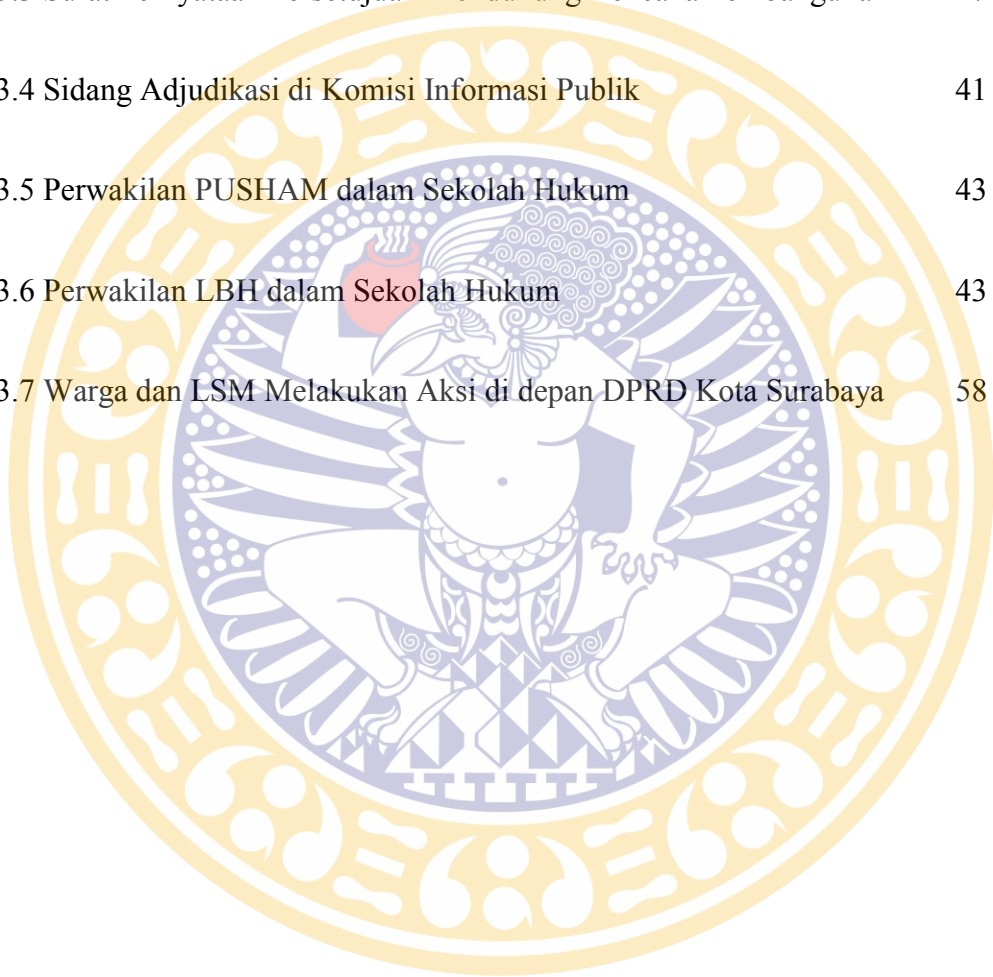 3.4 Sidang Adjudikasi di Komisi Informasi Publik 41
3.5 Perwakilan PUSHAM dalam Sekolah Hukum 43
3.6 Perwakilan LBH dalam Sekolah Hukum 43
3.7 Warga dan LSM Melakukan Aksi di depan DPRD Kota Surabaya 58